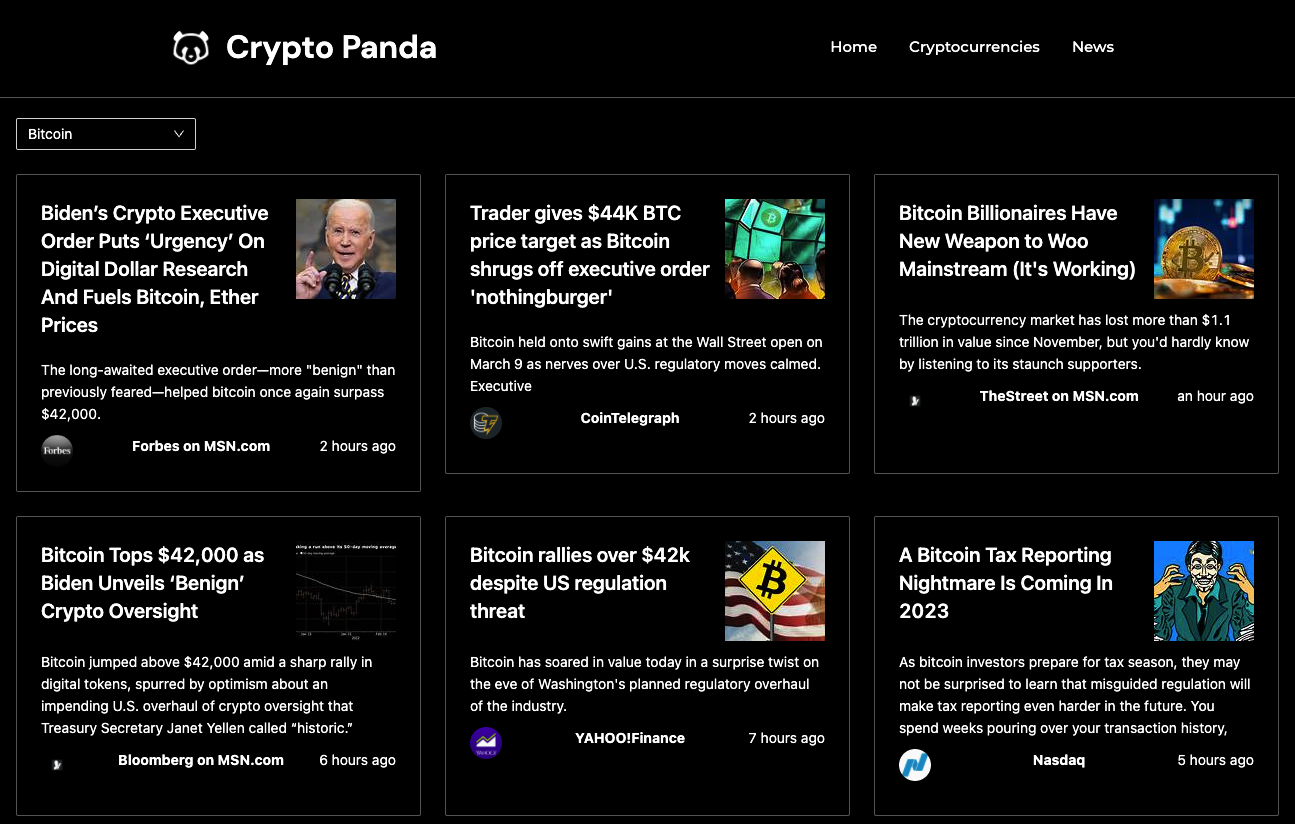 Crypto Panda
Home
Cryptocurrencies
News
Bitcoin
Biden’s Crypto Executive
Order Puts ‘Urgency’ On
Digital Dollar Research
And Fuels Bitcoin, Ether
Prices
The long-awaited executive order—more "benign" than
previously feared—helped bitcoin once again surpass
$42,000.
Forbes
Forbes on MSN.com
2 hours ago
Trader gives $44K BTC
price target as Bitcoin
shrugs off executive order
'nothingburger'
Bitcoin held onto swift gains at the Wall Street open on
March 9 as nerves over U.S. regulatory moves calmed.
Executive
CoinTelegraph
2 hours ago
Bitcoin Billionaires Have
New Weapon to Woo
Mainstream (It's Working)
The cryptocurrency market has lost more than $1.1
trillion in value since November, but you'd hardly know
by listening to its staunch supporters.
TheStreet on MSN.com
an hour ago
Bitcoin Tops $42,000 as
Biden Unveils ‘Benign’
Crypto Oversight
king a run above its 50-day moving average
Bitcoin jumped above $42,000 amid a sharp rally in
digital tokens, spurred by optimism about an
impending U.S. overhaul of crypto oversight that
Treasury Secretary Janet Yellen called “historic.”
Bloomberg on MSN.com
6 hours ago
Bitcoin rallies over $42k
despite US regulation
threat
Bitcoin has soared in value today in a surprise twist on
the eve of Washington's planned regulatory overhaul
of the industry.
YAHOO!
YAHOO!Finance
7 hours ago
A Bitcoin Tax Reporting
Nightmare Is Coming In
2023
As bitcoin investors prepare for tax season, they may
not be surprised to learn that misguided regulation will
make tax reporting even harder in the future. You
spend weeks pouring over your transaction history,
Nasdaq
5 hours ago